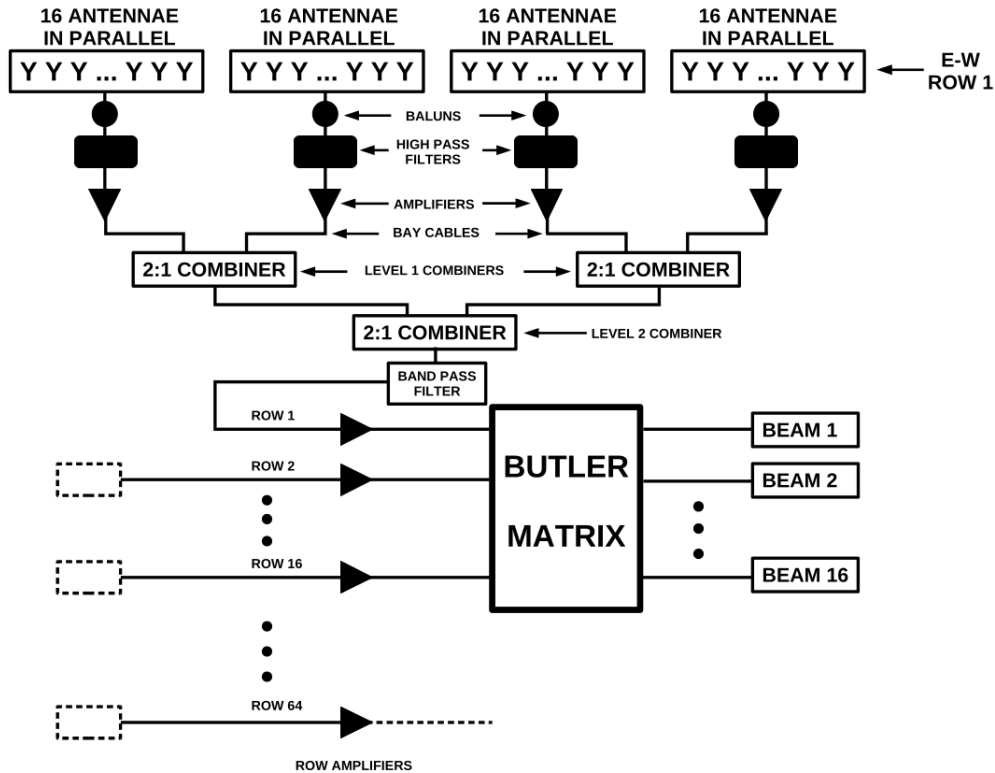 16 ANTENNAE
IN PARALLEL
16 ANTENNAE
IN PARALLEL
16 ANTENNAE
IN PARALLEL
16 ANTENNAE
IN PARALLEL
Y Y Y ... Y Y Y
Y Y Y ... Y Y Y
Y Y Y ... Y Y Y
Y Y Y ... Y Y Y
E-W
ROW 1
BALUNS
HIGH PASS
FILTERS
AMPLIFIERS
BAY CABLES
2:1 COMBINER
LEVEL 1 COMBINERS
2:1 COMBINER
2:1 COMBINER
LEVEL 2 COMBINER
BAND PASS
FILTER
ROW 1
BEAM 1
ROW 2
BUTLER
MATRIX
BEAM 2
ROW 16
BEAM 16
ROW 64
ROW AMPLIFIERS